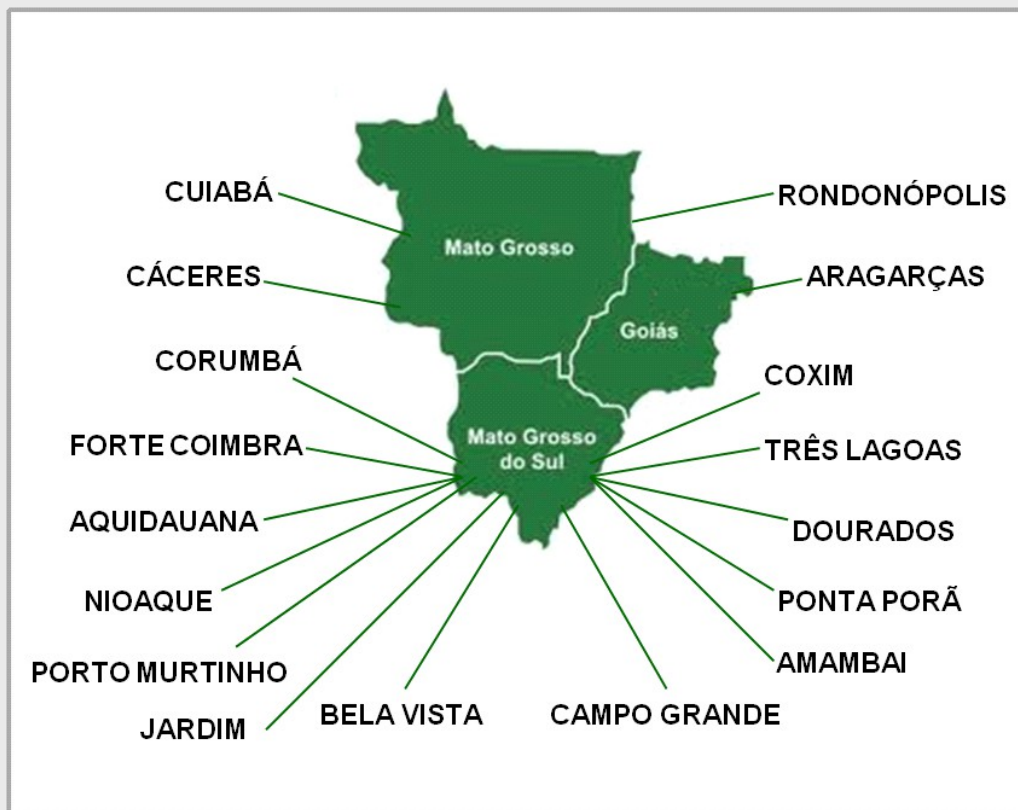 CUIABÁ
RONDONÓPOLIS
Mato Grosso
CÁCERES
ARAGARÇAS
Goiás
CORUMBÁ
COXIM
FORTE COIMBRA
Mato Grosso
do Sul
TRÊS LAGOAS
AQUIDAUANA
DOURADOS
NIOAQUE
PONTA PORÃ
PORTO MURTINHO
AMAMBAI
JARDIM
BELA VISTA
CAMPO GRANDE